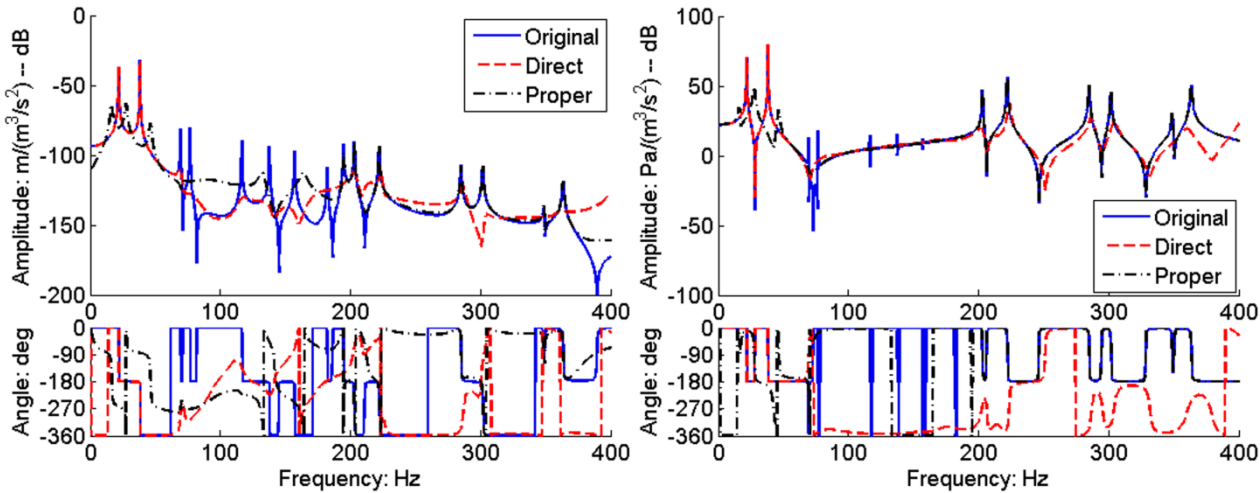 Amplitude: m/(m³/s²) -- dB
0
-50
-100
-150
-200
0 100 200 300 400
Original
Direct
Proper
Angle: deg
0
-90
-180
-270
-360
0 100 200 300 400
Frequency: Hz
Amplitude: Pa/(m³/s²) -- dB
100
50
0
-50
-100
0 100 200 300 400
Original
Direct
Proper
Angle: deg
0
-90
-180
-270
-360
0 100 200 300 400
Frequency: Hz